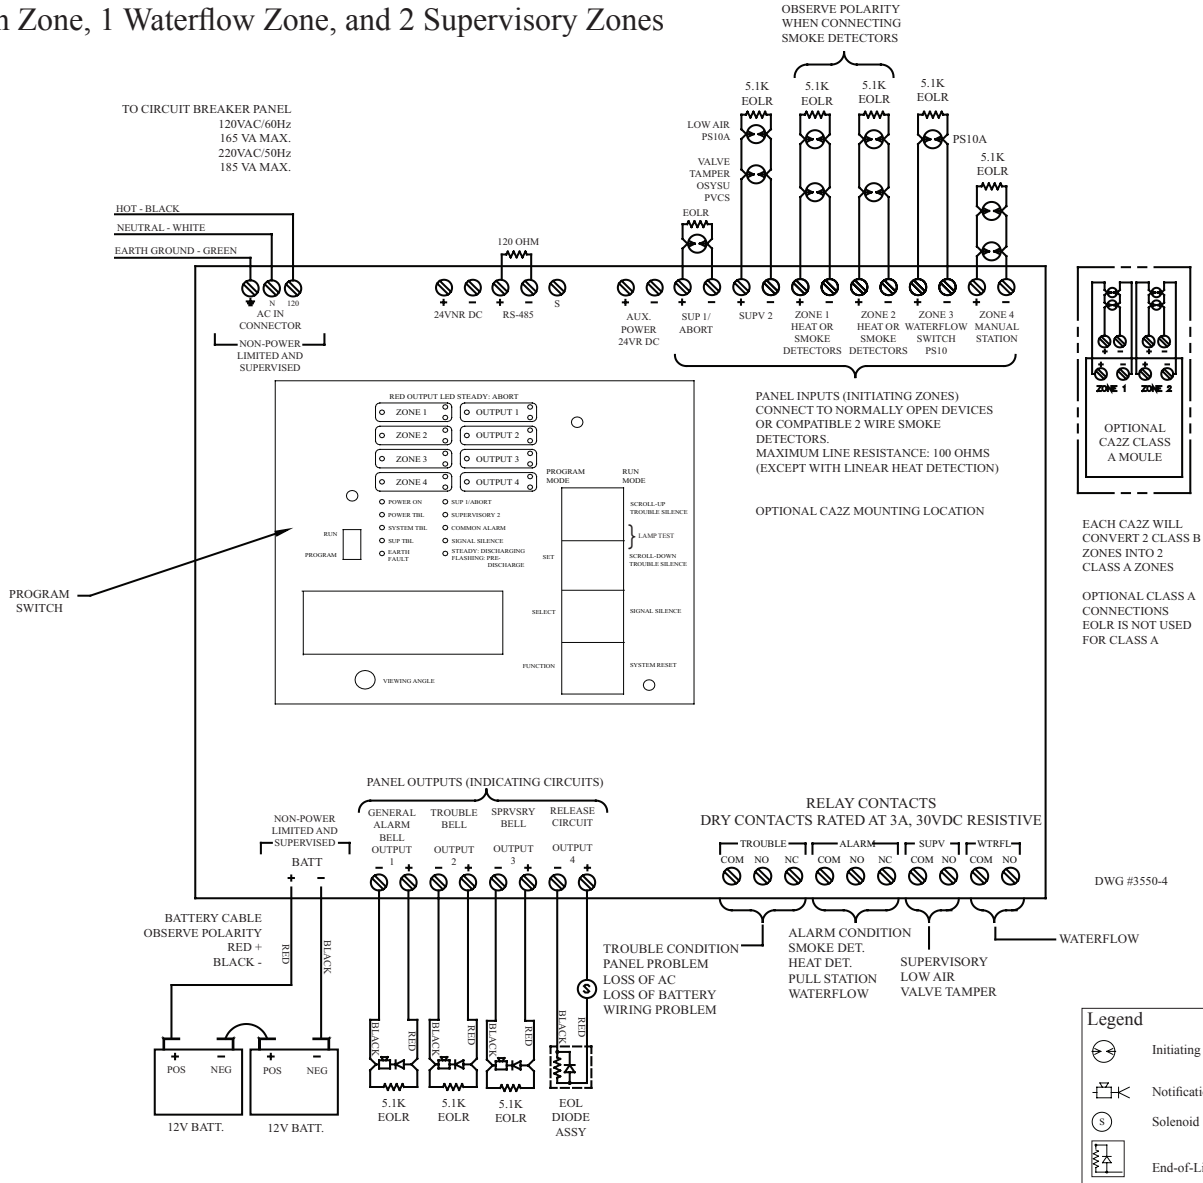 n Zone, 1 Waterflow Zone, and 2 Supervisory Zones
OBSERVE POLARITY
WHEN CONNECTING
SMOKE DETECTORS
TO CIRCUIT BREAKER PANEL
120VAC/60Hz
165 VA MAX.
220VAC/50Hz
185 VA MAX.
5.1K
EOLR
5.1K
EOLR
5.1K
EOLR
5.1K
EOLR
LOW AIR
PS10A
PS10A
VALVE
TAMPER
OSYSU
PVCS
5.1K
EOLR
EOLR
HOT - BLACK
NEUTRAL - WHITE
EARTH GROUND - GREEN
120 OHM
N 120
AC IN
CONNECTOR
NON-POWER
LIMITED AND
SUPERVISED
+ -
24VNR DC
+ -
RS-485
S
+ -
AUX.
POWER
24VR DC
+ -
SUP 1/
ABORT
+ -
SUPV 2
+ -
ZONE 1
HEAT OR
SMOKE
DETECTORS
+ -
ZONE 2
HEAT OR
SMOKE
DETECTORS
+ -
ZONE 3
WATERFLOW
SWITCH
PS10
+ -
ZONE 4
MANUAL
STATION
PANEL INPUTS (INITIATING ZONES)
CONNECT TO NORMALLY OPEN DEVICES
OR COMPATIBLE 2 WIRE SMOKE
DETECTORS.
MAXIMUM LINE RESISTANCE: 100 OHMS
(EXCEPT WITH LINEAR HEAT DETECTION)
OPTIONAL CA2Z MOUNTING LOCATION
+ - + -
+ - + -
ZONE 1 ZONE 2
OPTIONAL
CA2Z CLASS
A MOULE
EACH CA2Z WILL
CONVERT 2 CLASS B
ZONES INTO 2
CLASS A ZONES
OPTIONAL CLASS A
CONNECTIONS
EOLR IS NOT USED
FOR CLASS A
RED OUTPUT LED STEADY: ABORT
ZONE 1 OUTPUT 1
ZONE 2 OUTPUT 2
ZONE 3 OUTPUT 3
ZONE 4 OUTPUT 4
POWER ON SUP 1/ABORT
POWER TBL SUPERVISORY 2
SYSTEM TBL COMMON ALARM
SUP TBL SIGNAL SILENCE
EARTH
FAULT
STEADY: DISCHARGING
FLASHING: PRE-
DISCHARGE
RUN
PROGRAM
PROGRAM
MODE
RUN
MODE
SCROLL-UP
TROUBLE SILENCE
LAMP TEST
SET
SCROLL-DOWN
TROUBLE SILENCE
SELECT
SIGNAL SILENCE
FUNCTION
SYSTEM RESET
VIEWING ANGLE
PROGRAM
SWITCH
PANEL OUTPUTS (INDICATING CIRCUITS)
NON-POWER
LIMITED AND
SUPERVISED
BATT
+ -
GENERAL
ALARM
BELL
OUTPUT
1
- +
TROUBLE
BELL
OUTPUT
2
- +
SPRVSRY
BELL
OUTPUT
3
- +
RELEASE
CIRCUIT
OUTPUT
4
- +
RELAY CONTACTS
DRY CONTACTS RATED AT 3A, 30VDC RESISTIVE
TROUBLE ALARM SUPV WTRFL
COM NO NC COM NO NC COM NO COM NO
DWG #3550-4
BATTERY CABLE
OBSERVE POLARITY
RED +
BLACK -
RED
BLACK
TROUBLE CONDITION
PANEL PROBLEM
LOSS OF AC
LOSS OF BATTERY
WIRING PROBLEM
ALARM CONDITION
SMOKE DET.
HEAT DET.
PULL STATION
WATERFLOW
SUPERVISORY
LOW AIR
VALVE TAMPER
WATERFLOW
S
BLACK RED
BLACK RED
BLACK RED
BLACK RED
+ - + -
POS NEG POS NEG
12V BATT. 12V BATT.
5.1K
EOLR
5.1K
EOLR
5.1K
EOLR
EOL
DIODE
ASSY
Legend
Initiating
Notificati
S Solenoid
End-of-Li